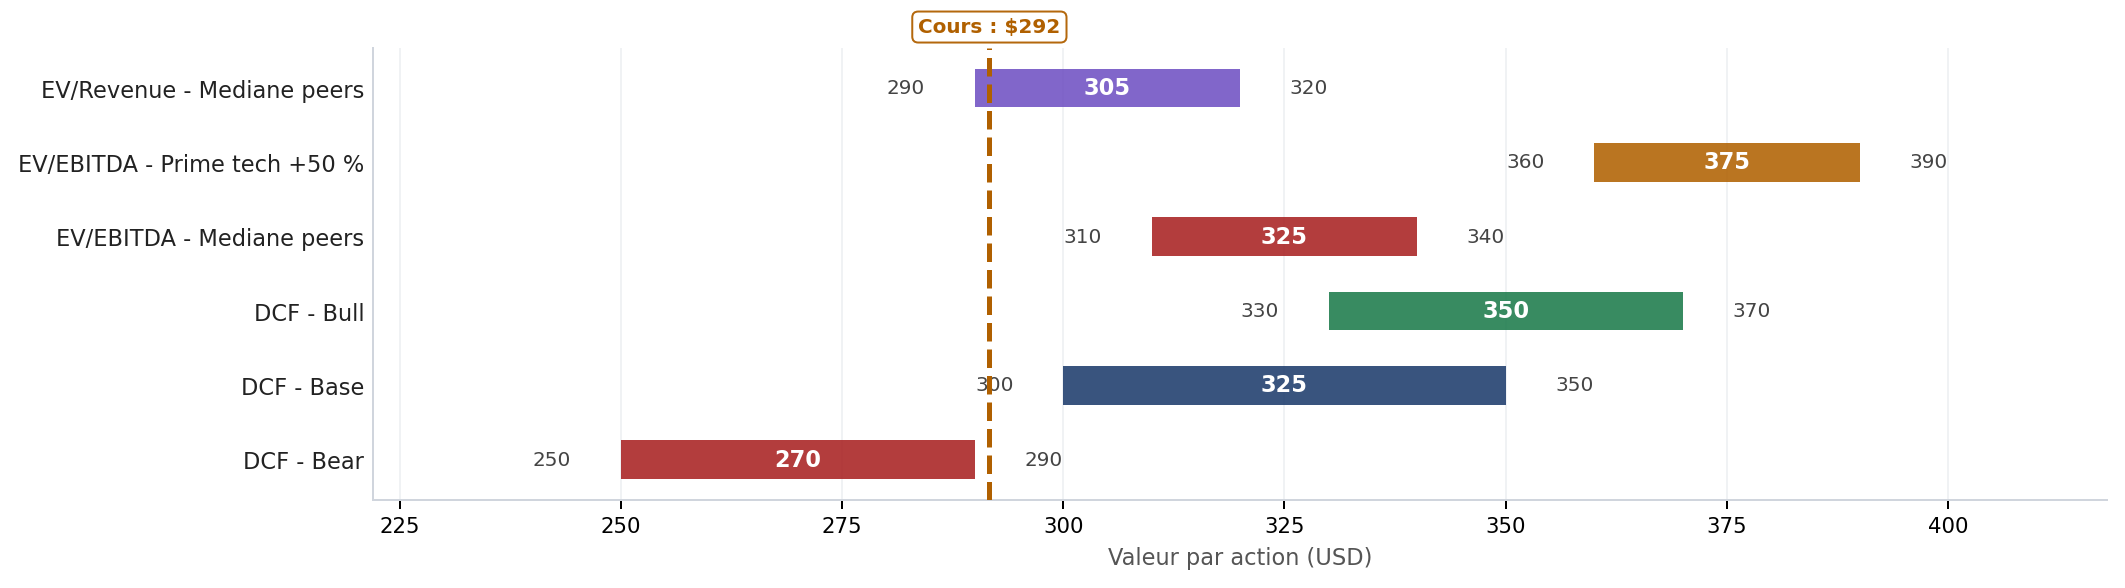 Cours : $292
EV/Revenue - Mediane peers 290 305 320
EV/EBITDA - Prime tech +50 % 360 375 390
EV/EBITDA - Mediane peers 310 325 340
DCF - Bull 330 350 370
DCF - Base 300 325 350
DCF - Bear 250 270 290
225 250 275 300 325 350 375 400
Valeur par action (USD)